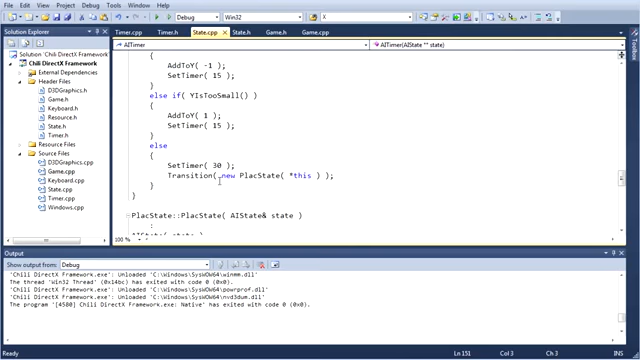 File Edit View Project Debug Team Data Tools Test Window Help
Debug Win32 X
Solution Explorer
Solution 'Chili DirectX Framework'
Chili DirectX Framework
External Dependencies
Header Files
D3DGraphics.h
Game.h
Keyboard.h
Resource.h
State.h
Timer.h
Source Files
D3DGraphics.cpp
Game.cpp
Keyboard.cpp
State.cpp
Timer.cpp
Windows.cpp
Timer.cpp Timer.h State.cpp State.h Game.h Game.cpp
AITimer AITimer(AIState ** state)
{
AddToY( -1 );
SetTimer( 15 );
}
else if( YIsTooSmall() )
{
AddToY( 1 );
SetTimer( 15 );
}
else
{
SetTimer( 30 );
Transition( new PlacState( *this ) );
}
}
PlacState::PlacState( AIState& state )
:
AIState( state )
100 %
Toolbox
Output
Show output from: Debug
'Chili DirectX Framework.exe': Unloaded 'C:\Windows\SysWOW64\winmm.dll'
The thread 'Win32 Thread' (0x14bc) has exited with code 0 (0x0).
'Chili DirectX Framework.exe': Unloaded 'C:\Windows\SysWOW64\powrprof.dll'
'Chili DirectX Framework.exe': Unloaded 'C:\Windows\SysWOW64\nvd3dum.dll'
The program '[4580] Chili DirectX Framework.exe: Native' has exited with code 0 (0x0).
Ready Ln 151 Col 3 Ch 3 INS